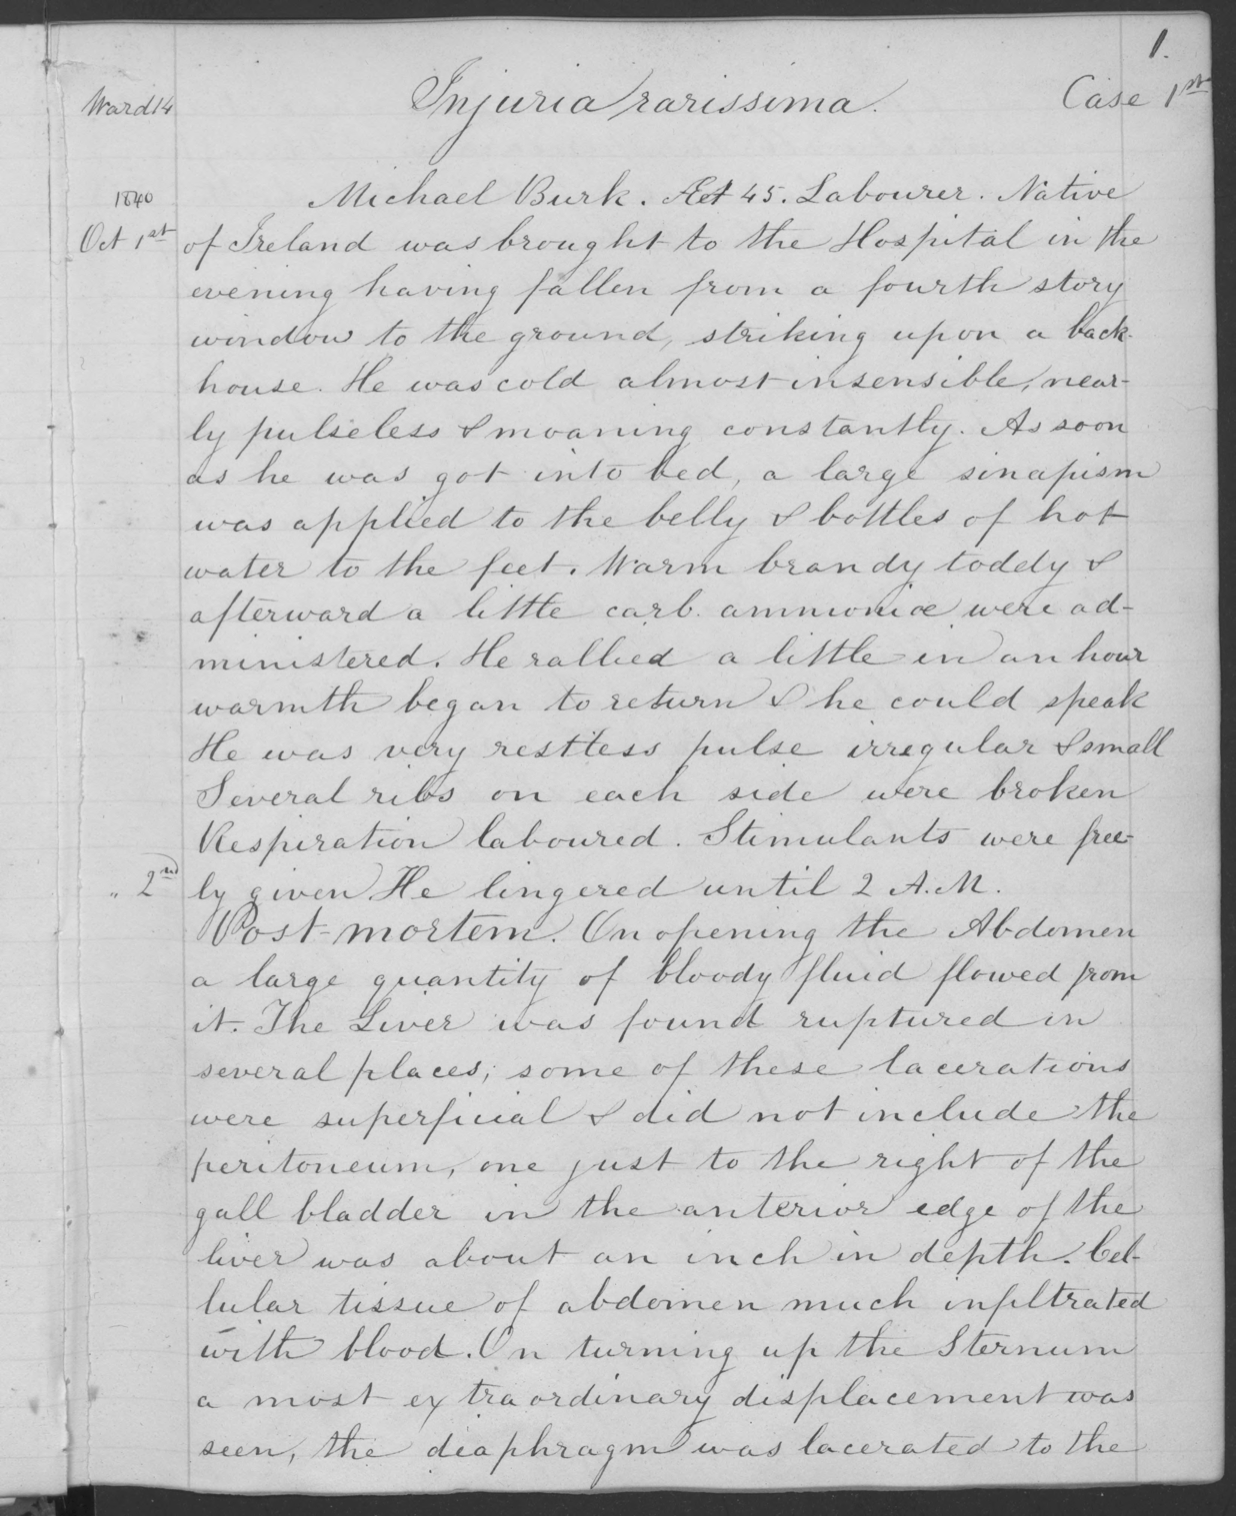 1.
Ward 14 Injuria rarissima. Case 1st
1840 Michael Burk. Aet 45. Labourer. Native
Oct 1st of Ireland was brought to the Hospital in the
evening having fallen from a fourth story
window to the ground, striking upon a back-
house. He was cold almost insensible, near-
ly pulseless & moaning constantly. As soon
as he was got into bed, a large sinapism
was applied to the belly & bottles of hot
water to the feet. Warm brandy toddy &
afterward a little carb. ammoniæ were ad-
ministered. He rallied a little in an hour
warmth began to return & he could speak
He was very restless pulse irregular & small
Several ribs on each side were broken
Respiration laboured. Stimulants were free-
" 2nd ly given He lingered until 2 A.M.
Post-mortem. On opening the Abdomen
a large quantity of bloody fluid flowed from
it. The Liver was found ruptured in
several places; some of these lacerations
were superficial & did not include the
peritoneum, one just to the right of the
gall bladder in the anterior edge of the
liver was about an inch in depth. Cel-
lular tissue of abdomen much infiltrated
with blood. On turning up the Sternum
a most extraordinary displacement was
seen, the diaphragm was lacerated to the